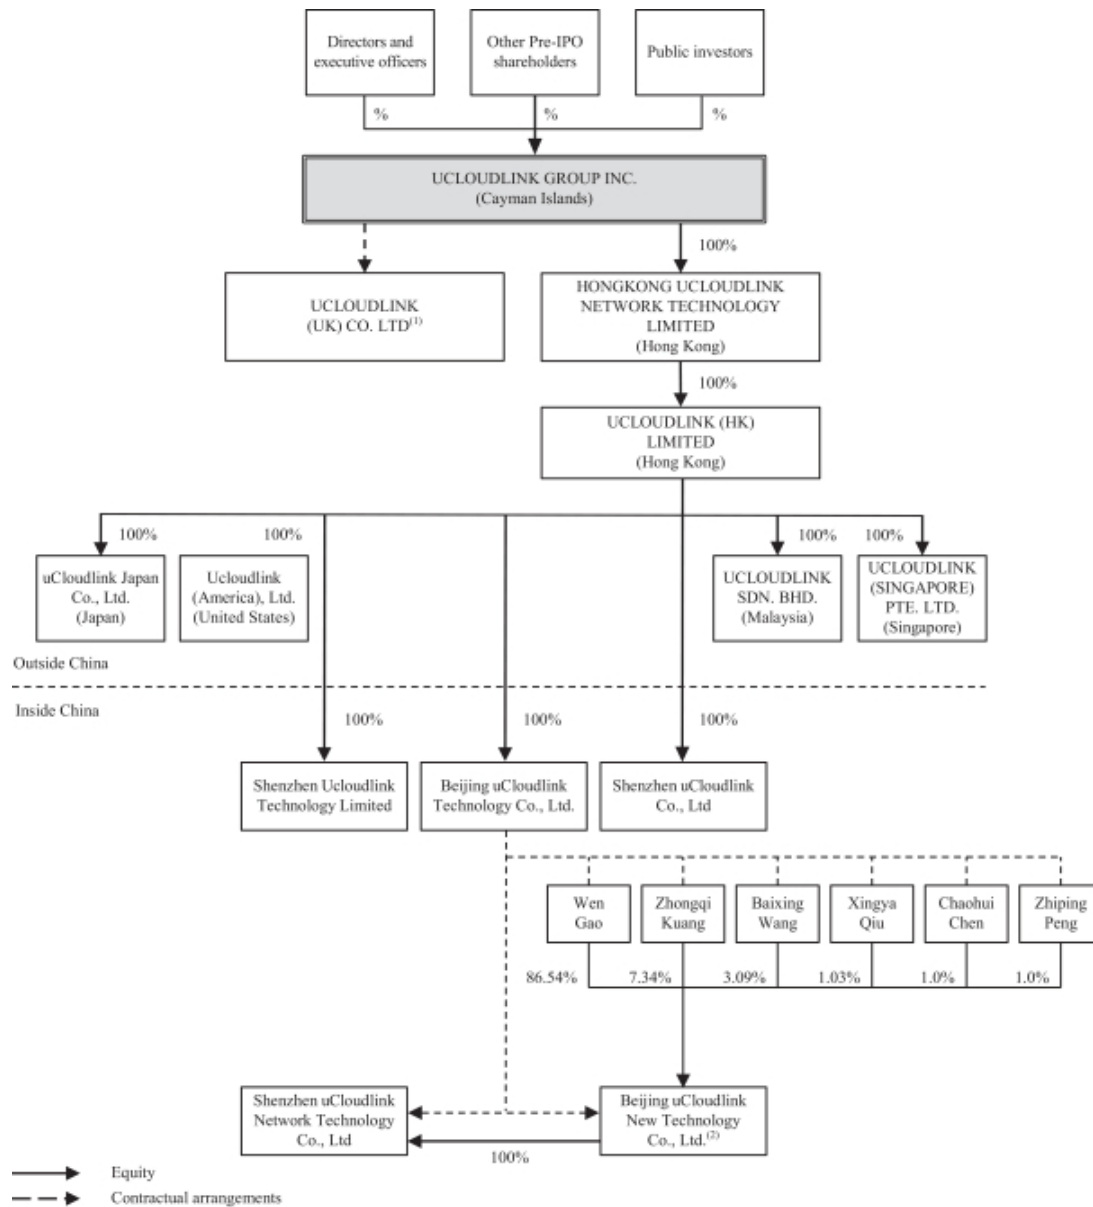 Directors and
executive officers
Other Pre-IPO
shareholders
Public investors
%
%
%
UCLOUDLINK GROUP INC.
(Cayman Islands)
100%
UCLOUDLINK
(UK) CO. LTD(1)
HONGKONG UCLOUDLINK
NETWORK TECHNOLOGY
LIMITED
(Hong Kong)
100%
UCLOUDLINK (HK)
LIMITED
(Hong Kong)
100%
100%
100%
100%
uCloudlink Japan
Co., Ltd.
(Japan)
Ucloudlink
(America), Ltd.
(United States)
UCLOUDLINK
SDN. BHD.
(Malaysia)
UCLOUDLINK
(SINGAPORE)
PTE. LTD.
(Singapore)
Outside China
Inside China
100%
100%
100%
Shenzhen Ucloudlink
Technology Limited
Beijing uCloudlink
Technology Co., Ltd.
Shenzhen uCloudlink
Co., Ltd
Wen
Gao
Zhongqi
Kuang
Baixing
Wang
Xingya
Qiu
Chaohui
Chen
Zhiping
Peng
86.54%
7.34%
3.09%
1.03%
1.0%
1.0%
Shenzhen uCloudlink
Network Technology
Co., Ltd
Beijing uCloudlink
New Technology
Co., Ltd.(2)
100%
Equity
Contractual arrangements